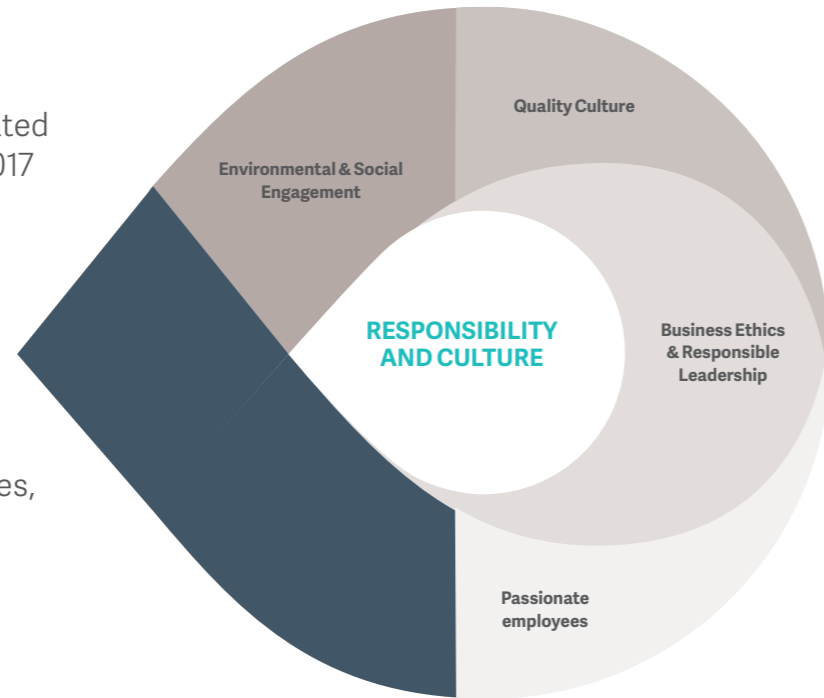 Quality Culture
Environmental & Social
Engagement
RESPONSIBILITY
AND CULTURE
Business Ethics
& Responsible
Leadership
Passionate
employees